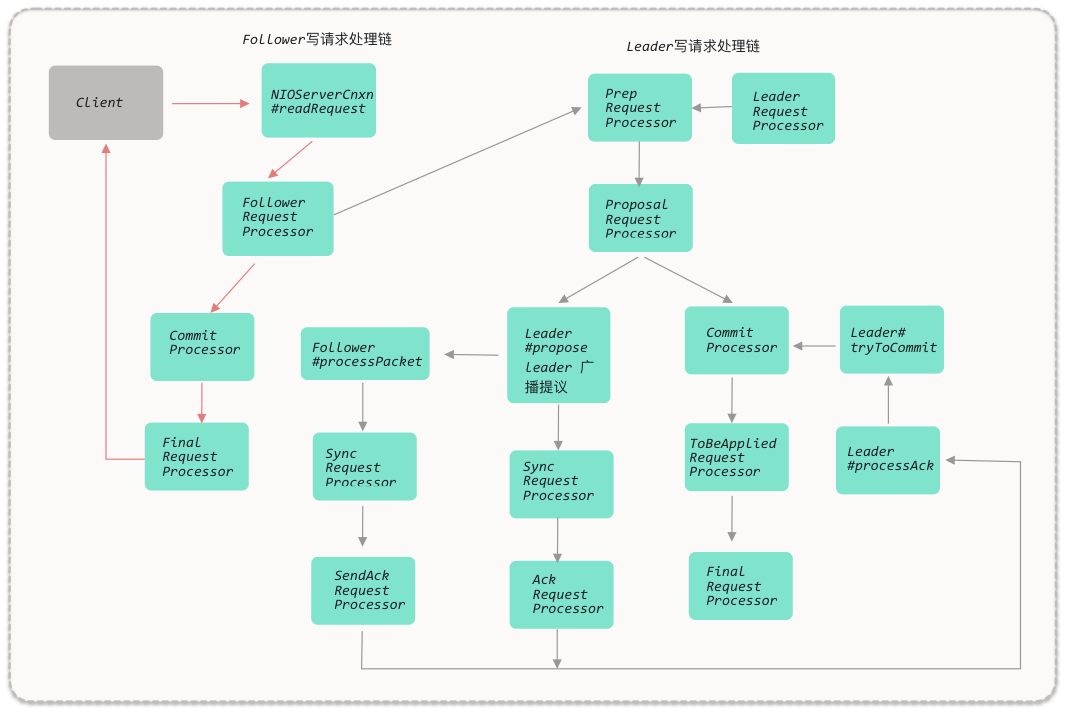 Follower写请求处理链
Leader写请求处理链
Client
NIOServerCnxn
#readRequest
Prep
Request
Processor
Leader
Request
Processor
Follower
Request
Processor
Proposal
Request
Processor
Commit
Processor
Follower
#processPacket
Leader
#propose
leader 广
播提议
Commit
Processor
Leader#
tryToCommit
Final
Request
Processor
Sync
Request
Processor
Sync
Request
Processor
ToBeApplied
Request
Processor
Leader
#processAck
SendAck
Request
Processor
Ack
Request
Processor
Final
Request
Processor